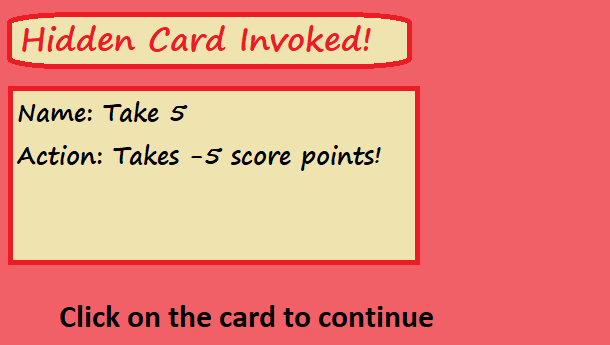 Hidden Card Invoked!
Name: Take 5
Action: Takes -5 score points!
Click on the card to continue